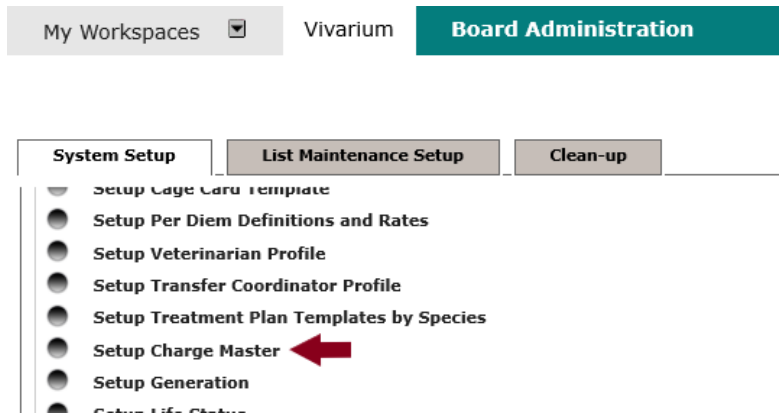 My Workspaces Vivarium Board Administration
System Setup List Maintenance Setup Clean-up
Setup Cage Card Template
Setup Per Diem Definitions and Rates
Setup Veterinarian Profile
Setup Transfer Coordinator Profile
Setup Treatment Plan Templates by Species
Setup Charge Master
Setup Generation
Setup Life Status